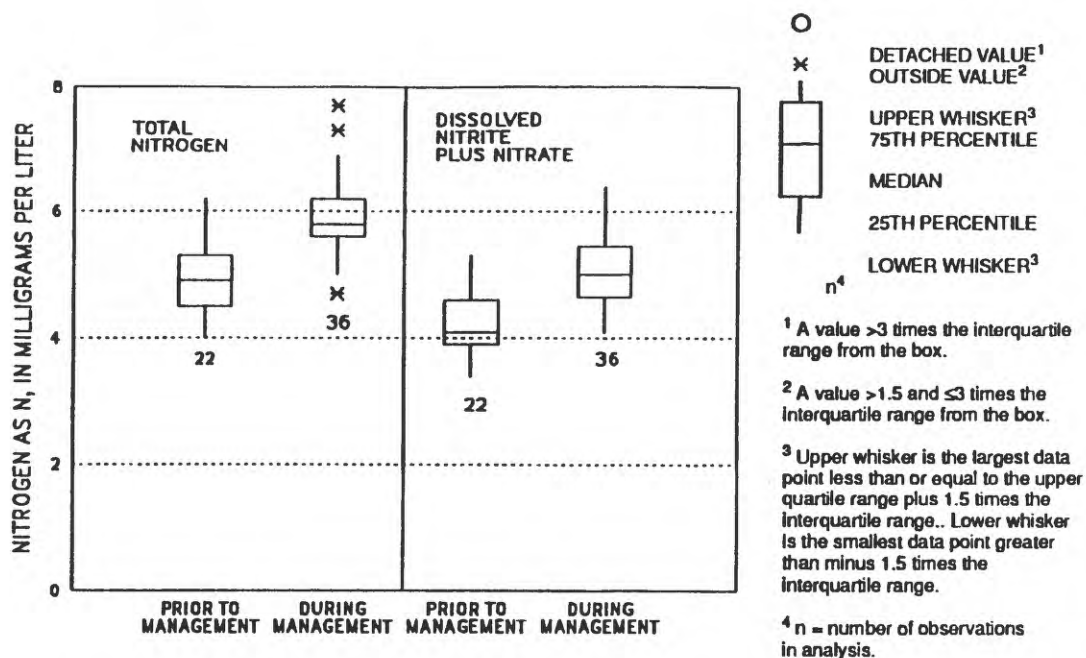 NITROGEN AS N, IN MILLIGRAMS PER LITER
8
6
4
2
0
TOTAL
NITROGEN
22
36
DISSOLVED
NITRITE
PLUS NITRATE
22
36
PRIOR TO
MANAGEMENT
DURING
MANAGEMENT
PRIOR TO
MANAGEMENT
DURING
MANAGEMENT
DETACHED VALUE¹
OUTSIDE VALUE²
UPPER WHISKER³
75TH PERCENTILE
MEDIAN
25TH PERCENTILE
LOWER WHISKER³
n⁴
¹ A value >3 times the interquartile
range from the box.
² A value >1.5 and ≤3 times the
interquartile range from the box.
³ Upper whisker is the largest data
point less than or equal to the upper
quartile range plus 1.5 times the
interquartile range.. Lower whisker
is the smallest data point greater
than minus 1.5 times the
interquartile range.
⁴ n = number of observations
in analysis.